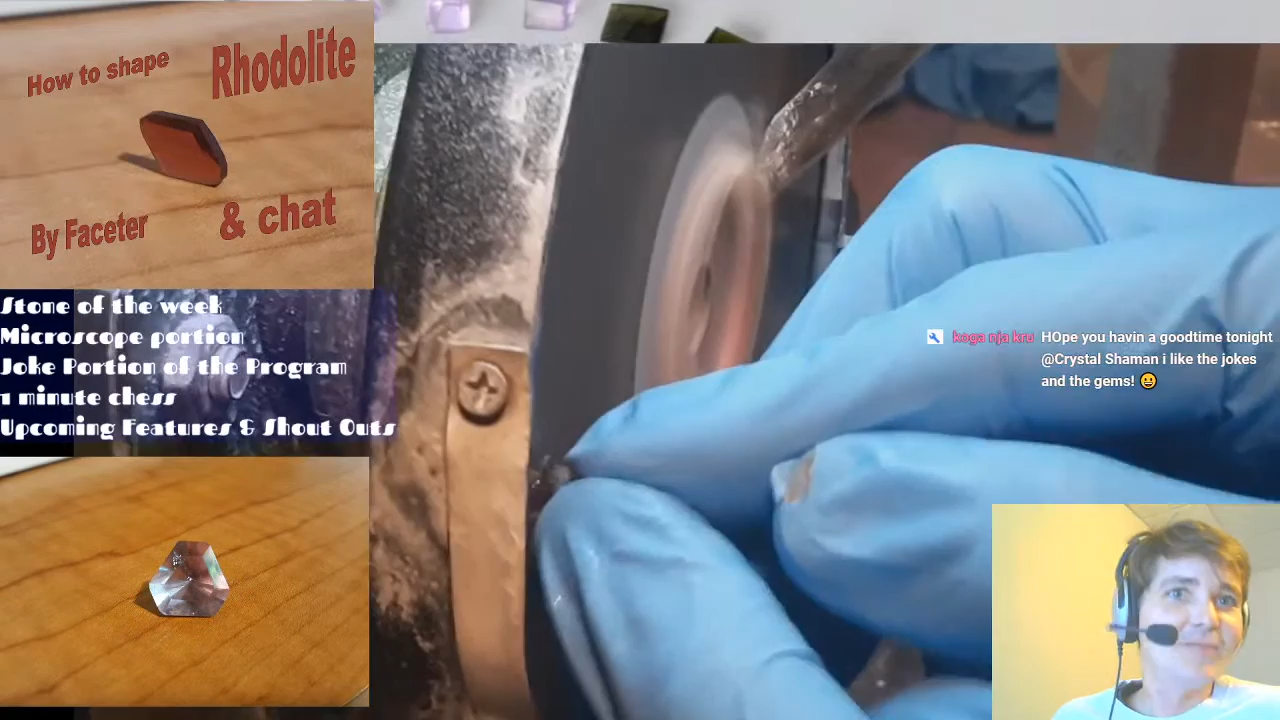 How to shape
Rhodolite
By Faceter
& chat
Stone of the week
Microscope portion
Joke Portion of the Program
1 minute chess
Upcoming Features & Shout Outs
koga nja kru HOpe you havin a goodtime tonight
@Crystal Shaman i like the jokes
and the gems!